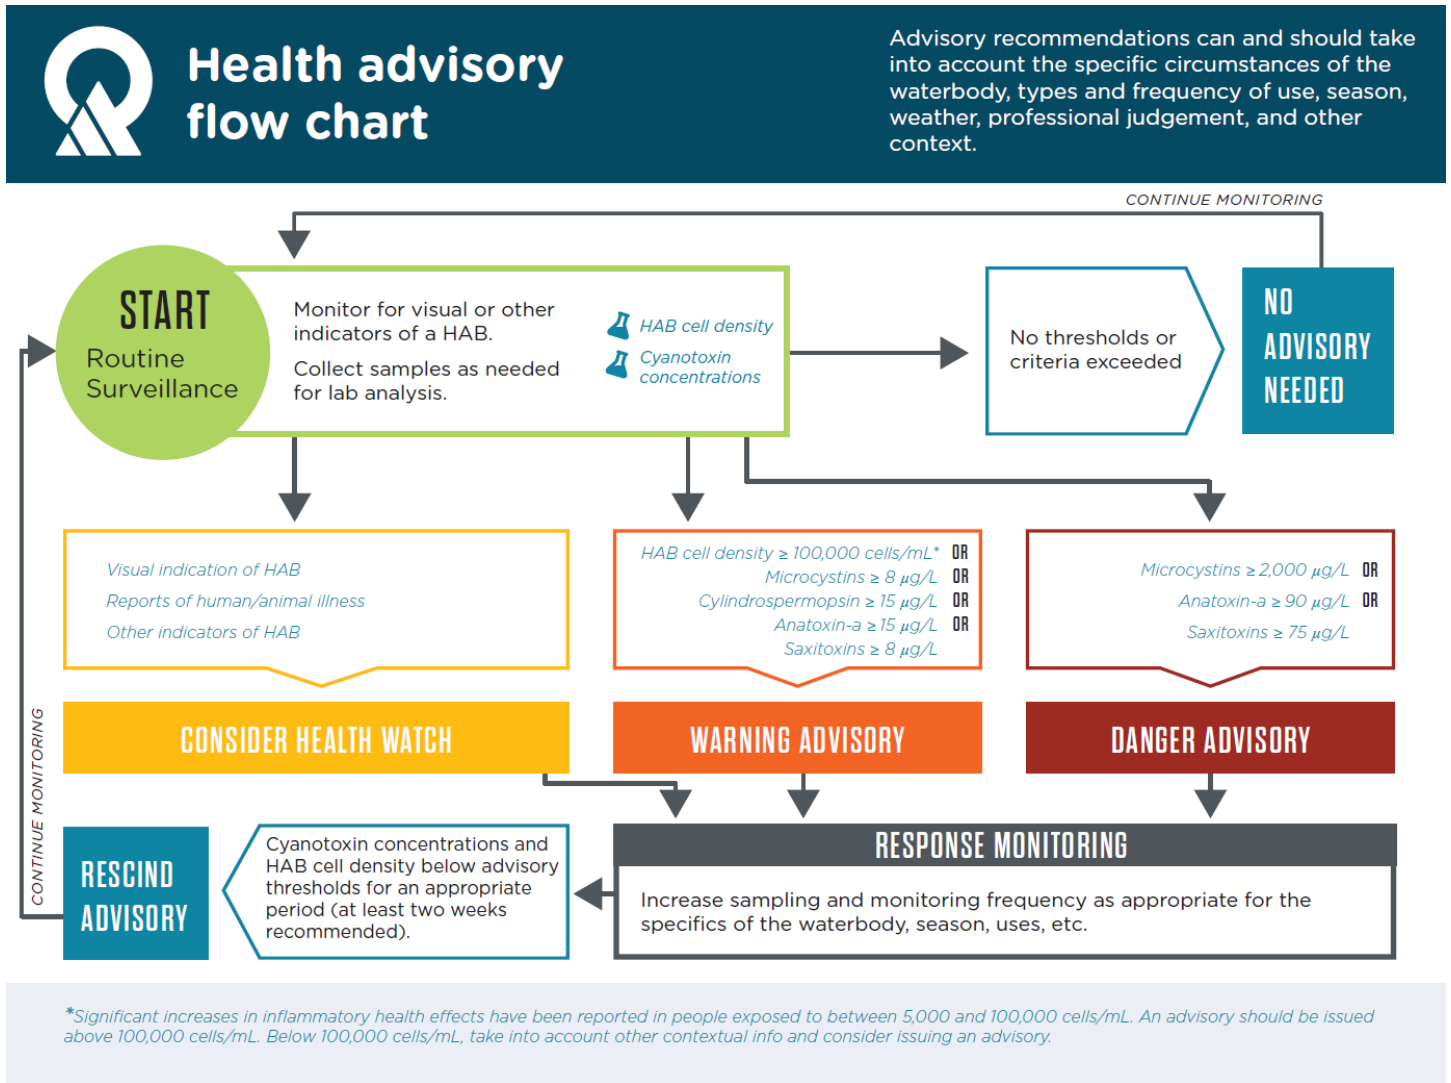 Health advisory
flow chart
Advisory recommendations can and should take
into account the specific circumstances of the
waterbody, types and frequency of use, season,
weather, professional judgement, and other
context.
CONTINUE MONITORING
START
Routine
Surveillance
Monitor for visual or other
indicators of a HAB.
Collect samples as needed
for lab analysis.
HAB cell density
Cyanotoxin
concentrations
No thresholds or
criteria exceeded
NO
ADVISORY
NEEDED
Visual indication of HAB
Reports of human/animal illness
Other indicators of HAB
CONSIDER HEALTH WATCH
HAB cell density ≥ 100,000 cells/mL* OR
Microcystins ≥ 8 µg/L OR
Cylindrospermopsin ≥ 15 µg/L OR
Anatoxin-a ≥ 15 µg/L OR
Saxitoxins ≥ 8 µg/L
WARNING ADVISORY
Microcystins ≥ 2,000 µg/L OR
Anatoxin-a ≥ 90 µg/L OR
Saxitoxins ≥ 75 µg/L
DANGER ADVISORY
RESPONSE MONITORING
Increase sampling and monitoring frequency as appropriate for the
specifics of the waterbody, season, uses, etc.
Cyanotoxin concentrations and
HAB cell density below advisory
thresholds for an appropriate
period (at least two weeks
recommended).
RESCIND
ADVISORY
CONTINUE MONITORING
*Significant increases in inflammatory health effects have been reported in people exposed to between 5,000 and 100,000 cells/mL. An advisory should be issued
above 100,000 cells/mL. Below 100,000 cells/mL, take into account other contextual info and consider issuing an advisory.